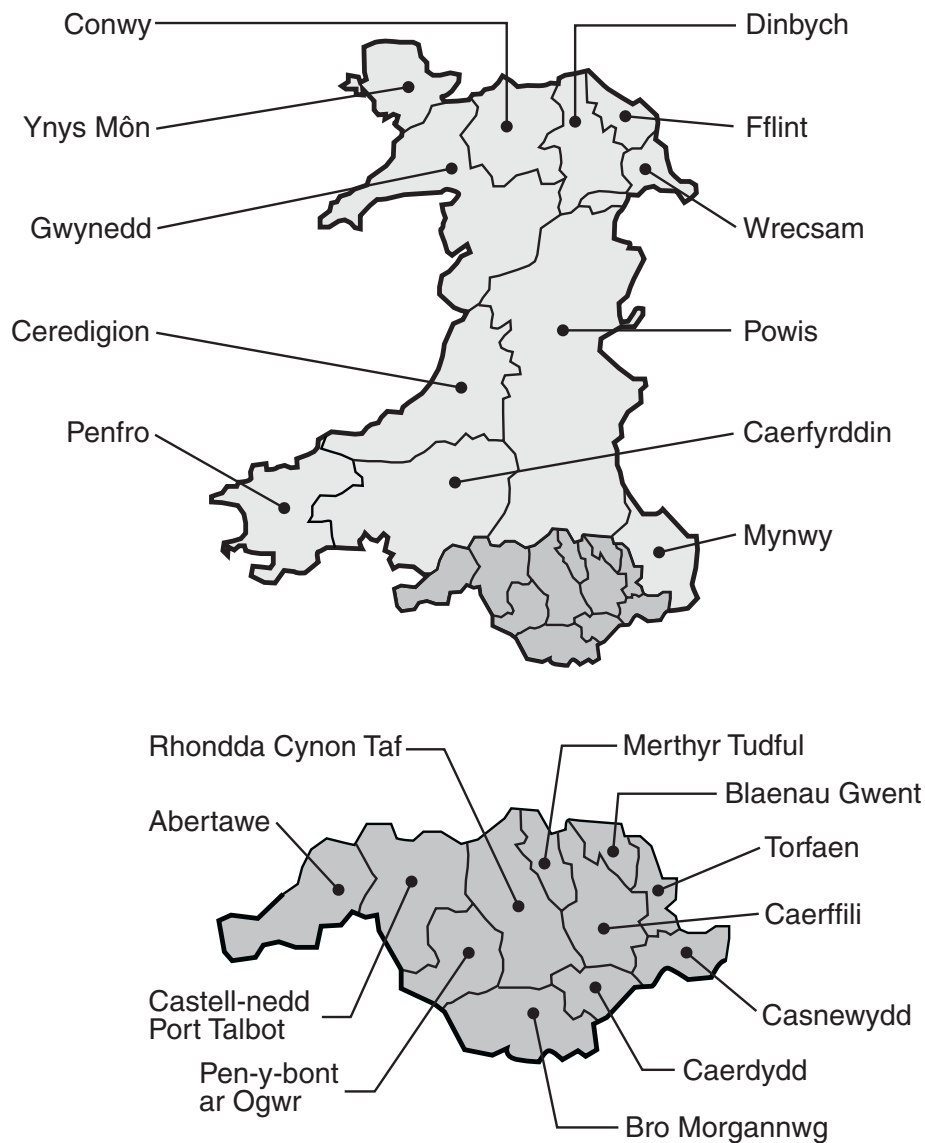 Conwy
Dinbych
Ynys Môn
Fflint
Gwynedd
Wrecsam
Ceredigion
Powis
Penfro
Caerfyrddin
Mynwy
Rhondda Cynon Taf
Merthyr Tudful
Blaenau Gwent
Abertawe
Torfaen
Caerffili
Castell-nedd
Port Talbot
Casnewydd
Pen-y-bont
ar Ogwr
Caerdydd
Bro Morgannwg